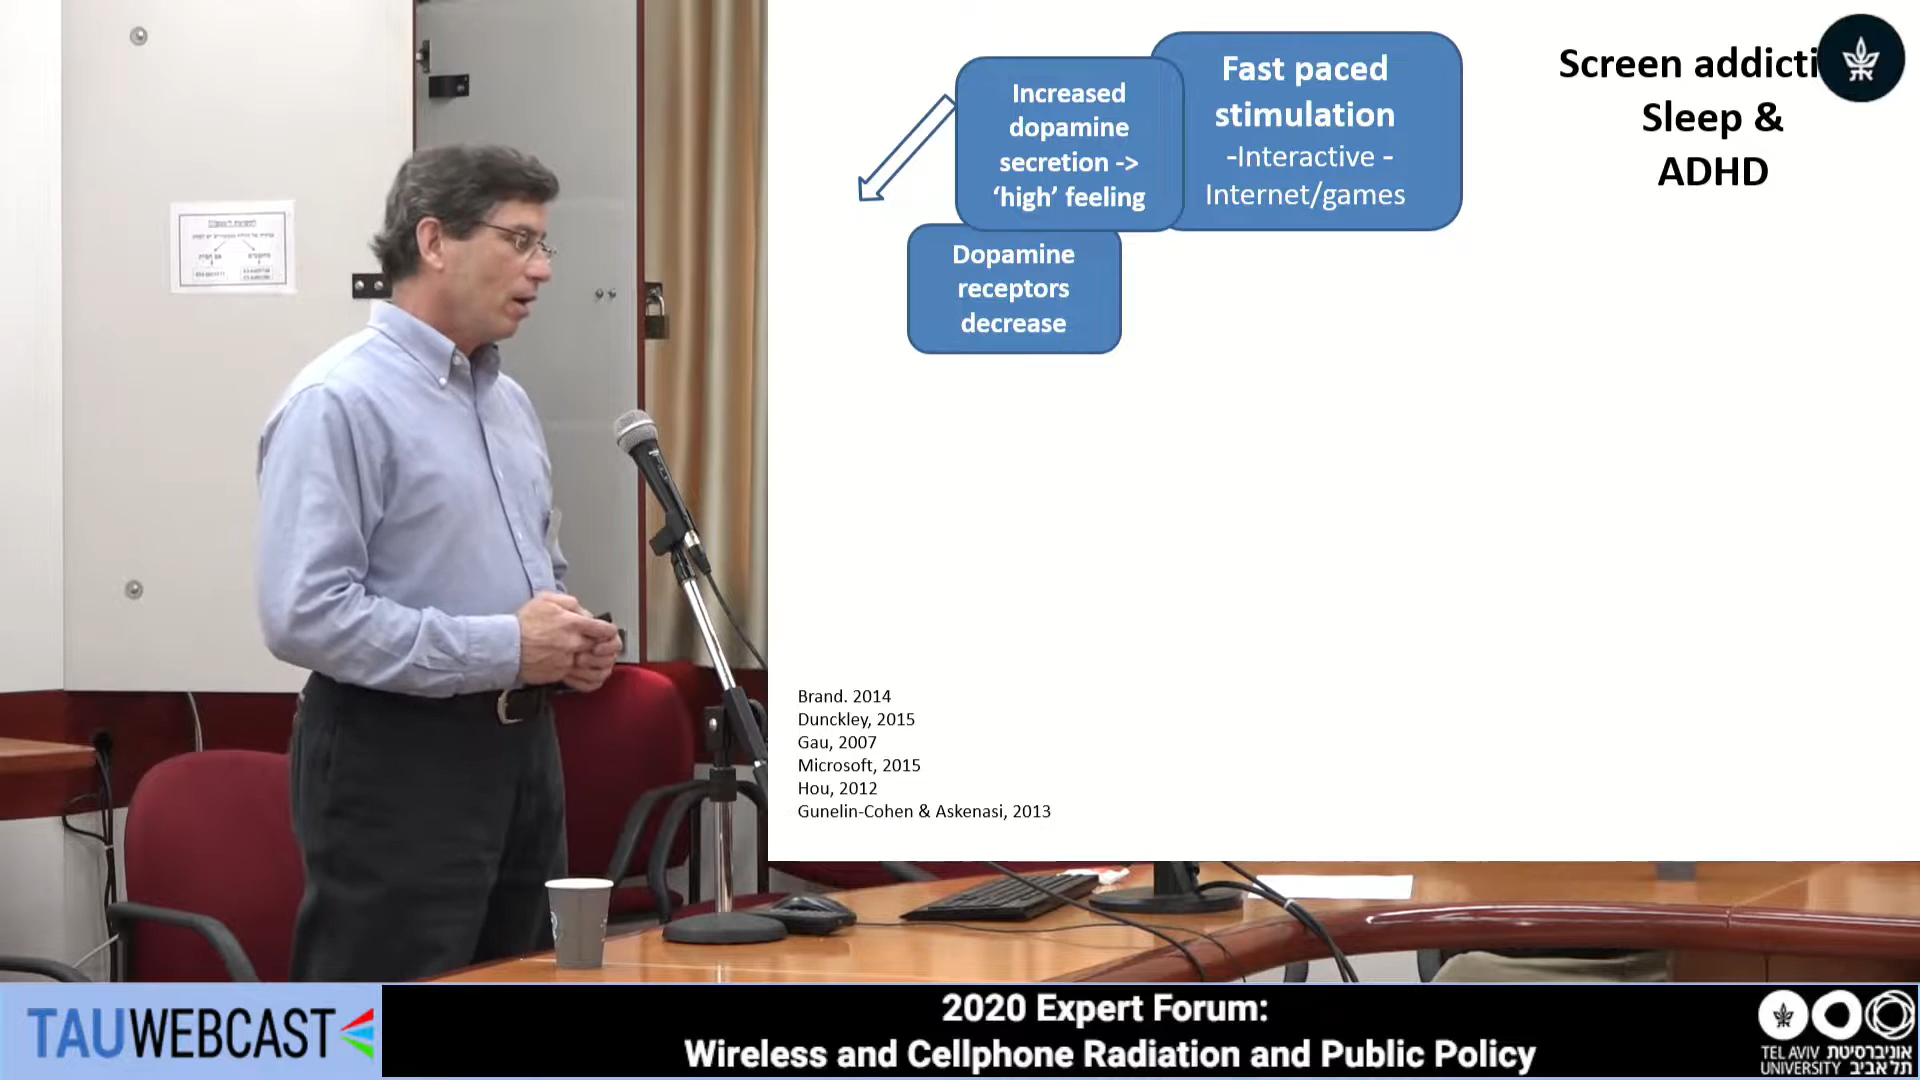 Increased
dopamine
secretion ->
‘high’ feeling
Fast paced
stimulation
-Interactive -
Internet/games
Screen addicti
Sleep &
ADHD
Dopamine
receptors
decrease
Brand. 2014
Dunckley, 2015
Gau, 2007
Microsoft, 2015
Hou, 2012
Gunelin-Cohen & Askenasi, 2013
TAUWEBCAST
2020 Expert Forum:
Wireless and Cellphone Radiation and Public Policy
TEL AVIV אוניברסיטת
UNIVERSITY תל אביב